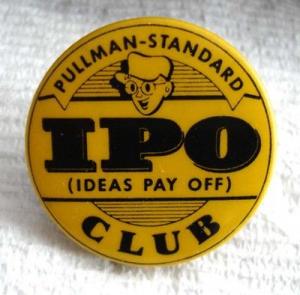 PULLMAN-STANDARD
IPO
(IDEAS PAY OFF)
CLUB